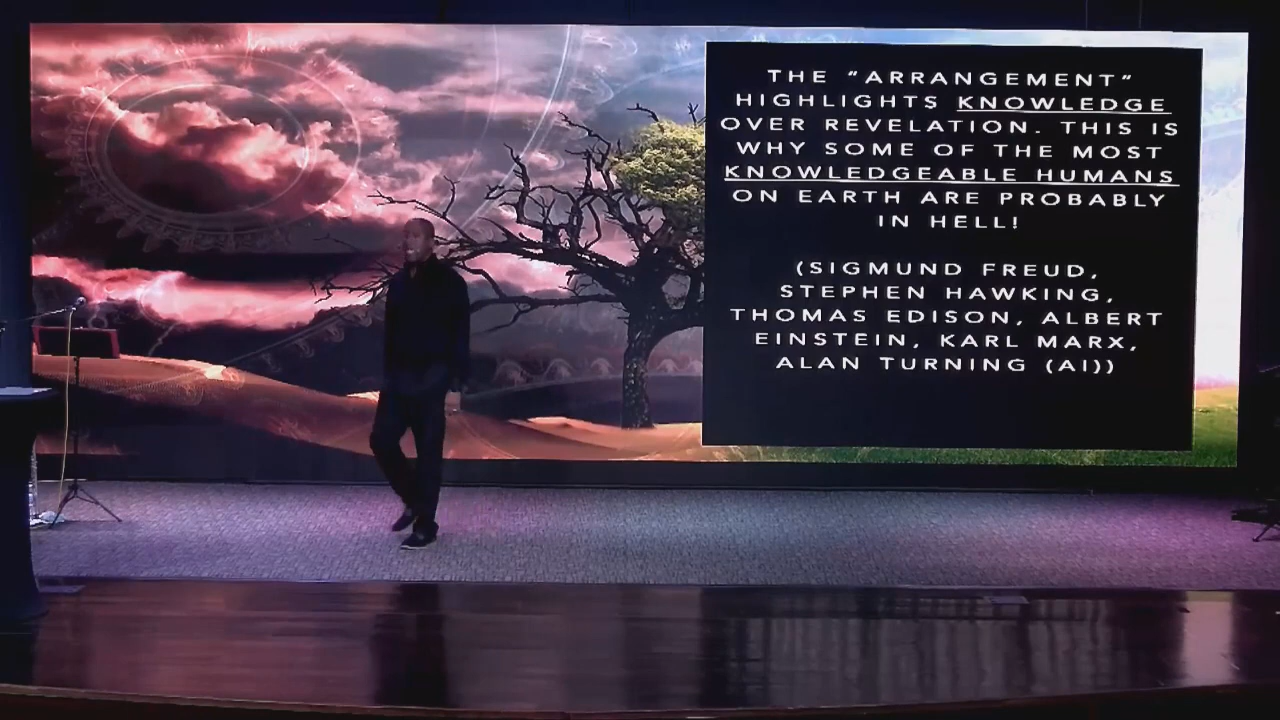 THE "ARRANGEMENT"
HIGHLIGHTS KNOWLEDGE
OVER REVELATION. THIS IS
WHY SOME OF THE MOST
KNOWLEDGEABLE HUMANS
ON EARTH ARE PROBABLY
IN HELL!
(SIGMUND FREUD,
STEPHEN HAWKING,
THOMAS EDISON, ALBERT
EINSTEIN, KARL MARX,
ALAN TURNING (AI))